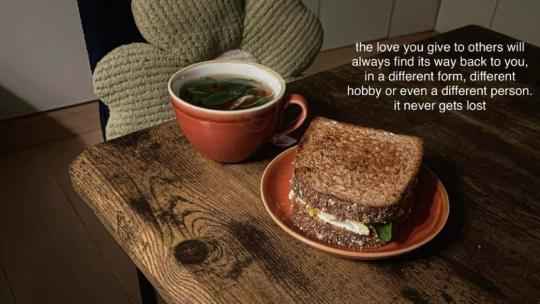 the love you give to others will
always find its way back to you,
in a different form, different
hobby or even a different person.
it never gets lost